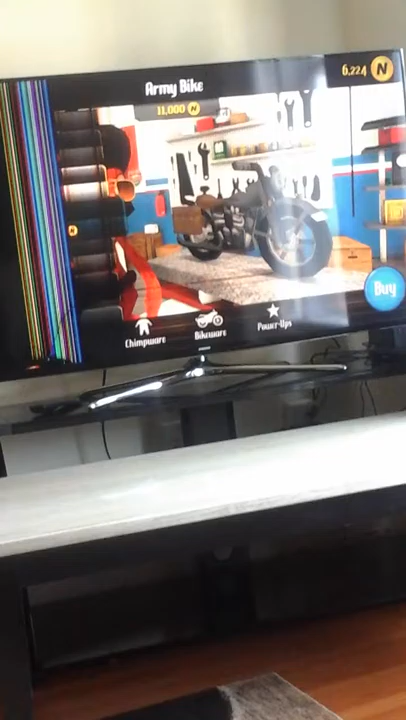 Army Bike
6,224 N
11,000 N
N
Buy
Chimpware
Bikeware
Power-Ups